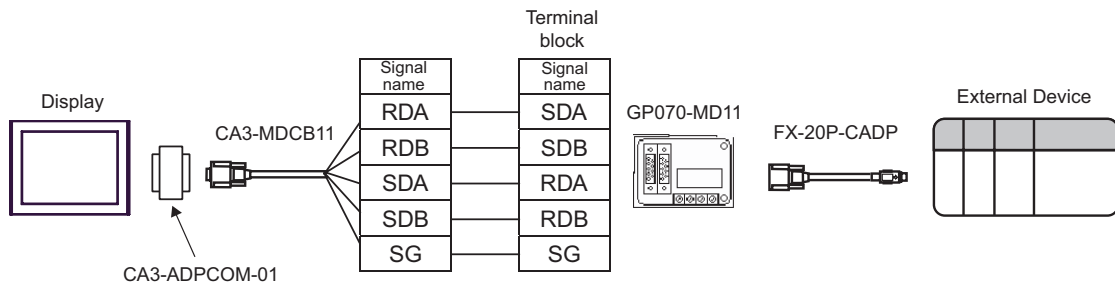 Display
CA3-ADPCOM-01
CA3-MDCB11
Signal
name
RDA
RDB
SDA
SDB
SG
Terminal
block
Signal
name
SDA
SDB
RDA
RDB
SG
GP070-MD11
FX-20P-CADP
External Device